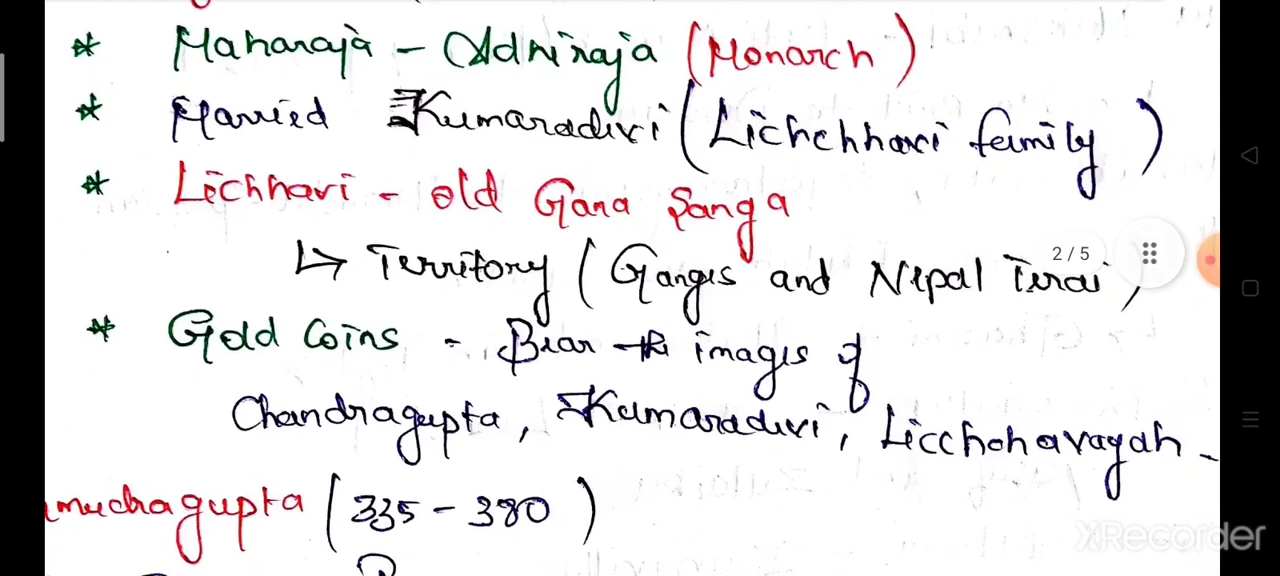 * Maharaja - Adhiraja (Monarch)
* Married Kumaradevi (Lichchhavi family)
* Lichhavi - old Gana Sanga
↳ Territory (Ganges and Nepal Terai,
2/5
* Gold Coins - Bear the images of
Chandragupta, Kumaradevi, Licchchavayah -
mudragupta (335 - 380)
XRecorder